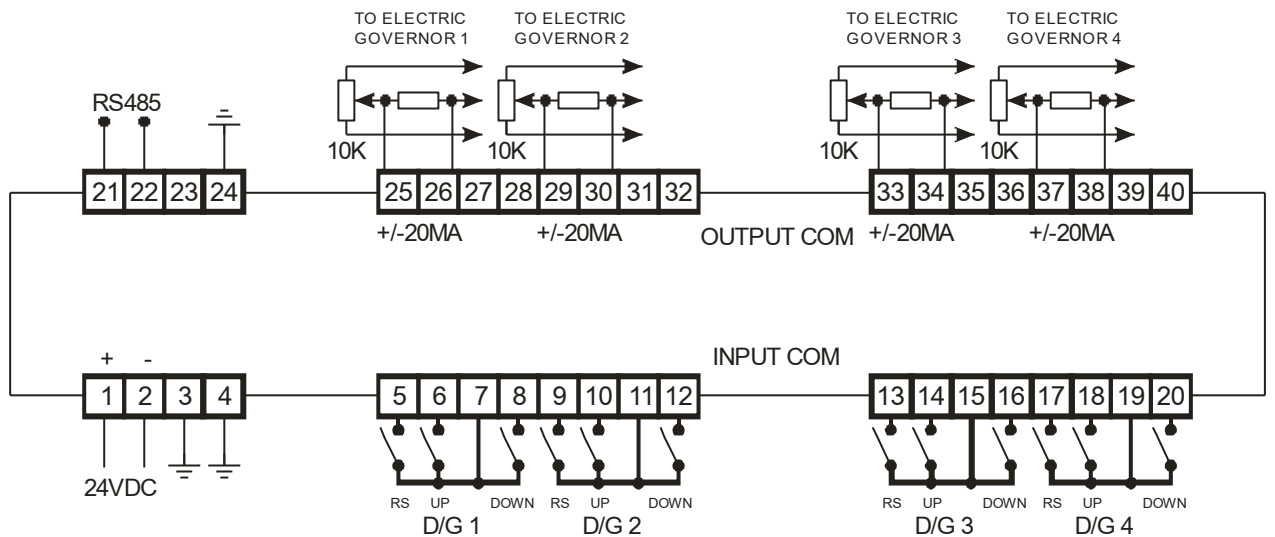 TO ELECTRIC
GOVERNOR 1
TO ELECTRIC
GOVERNOR 2
TO ELECTRIC
GOVERNOR 3
TO ELECTRIC
GOVERNOR 4
RS485
10K
10K
10K
10K
21 22 23 24
25 26 27 28 29 30 31 32
33 34 35 36 37 38 39 40
+/-20MA
+/-20MA
OUTPUT COM
+/-20MA
+/-20MA
+ -
INPUT COM
1 2 3 4
5 6 7 8 9 10 11 12
13 14 15 16 17 18 19 20
24VDC
RS UP DOWN
RS UP DOWN
RS UP DOWN
RS UP DOWN
D/G 1
D/G 2
D/G 3
D/G 4